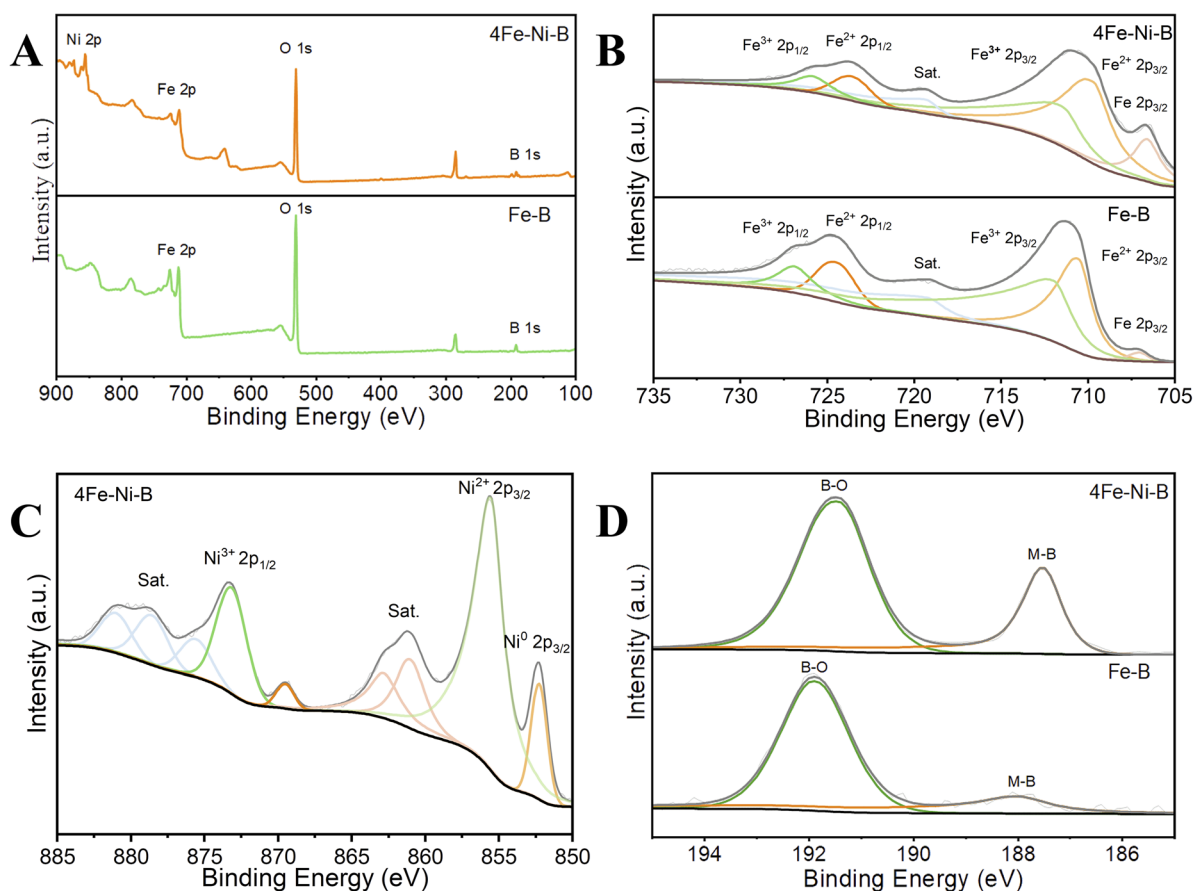 A
Ni 2p
O 1s
4Fe-Ni-B
Fe 2p
B 1s
O 1s
Fe-B
Fe 2p
B 1s
Intensity (a.u.)
Intensity (a.u.)
900 800 700 600 500 400 300 200 100
Binding Energy (eV)
B
4Fe-Ni-B
Fe³⁺ 2p₁/₂
Fe²⁺ 2p₁/₂
Sat.
Fe³⁺ 2p₃/₂
Fe²⁺ 2p₃/₂
Fe 2p₃/₂
Fe-B
Fe³⁺ 2p₁/₂
Fe²⁺ 2p₁/₂
Sat.
Fe³⁺ 2p₃/₂
Fe²⁺ 2p₃/₂
Fe 2p₃/₂
Intensity (a.u.)
Intensity (a.u.)
735 730 725 720 715 710 705
Binding Energy (eV)
C
4Fe-Ni-B
Ni²⁺ 2p₃/₂
Ni³⁺ 2p₁/₂
Sat.
Sat.
Ni⁰ 2p₃/₂
Intensity (a.u.)
885 880 875 870 865 860 855 850
Binding Energy (eV)
D
B-O
4Fe-Ni-B
M-B
B-O
Fe-B
M-B
Intensity (a.u.)
Intensity (a.u.)
194 192 190 188 186
Binding Energy (eV)